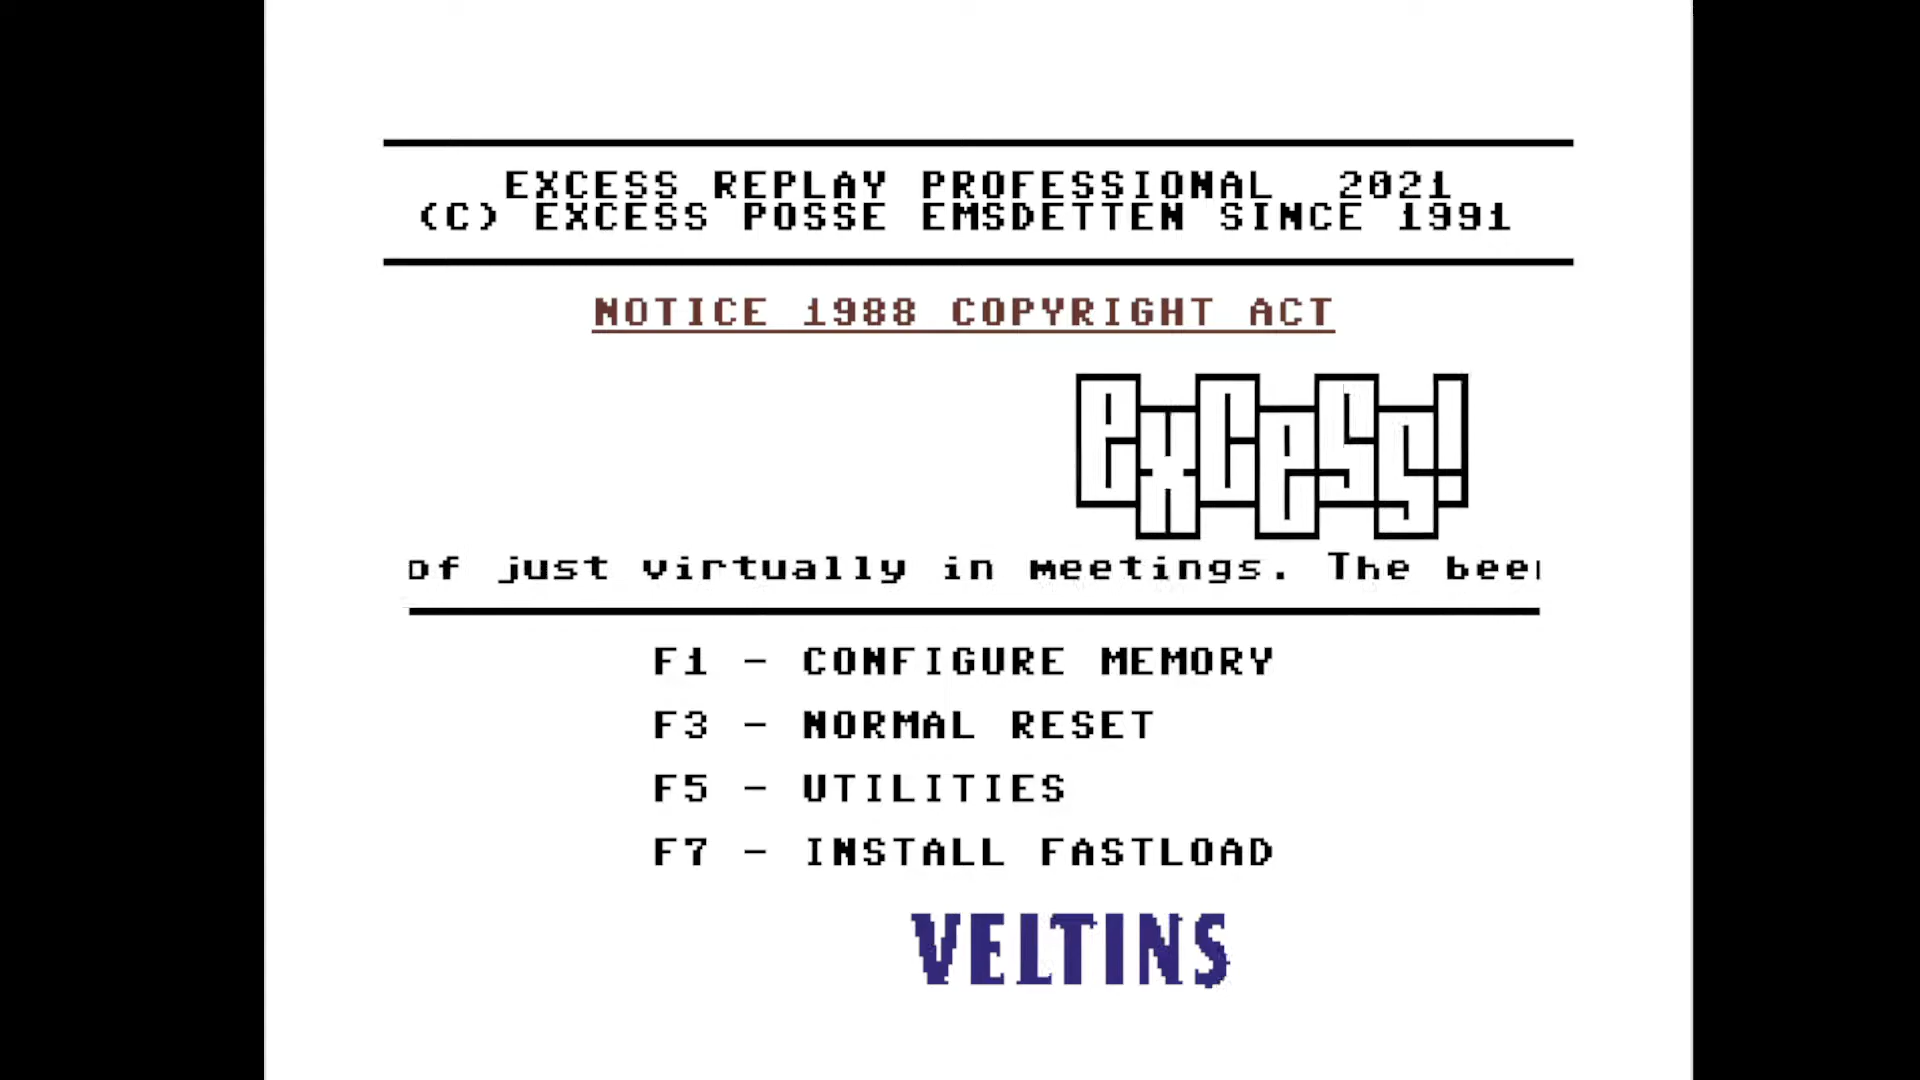 EXCESS REPLAY PROFESSIONAL 2021
(C) EXCESS POSSE EMSDETTEN SINCE 1991
NOTICE 1988 COPYRIGHT ACT
excess!
of just virtually in meetings. The beer
F1 - CONFIGURE MEMORY
F3 - NORMAL RESET
F5 - UTILITIES
F7 - INSTALL FASTLOAD
VELTINS